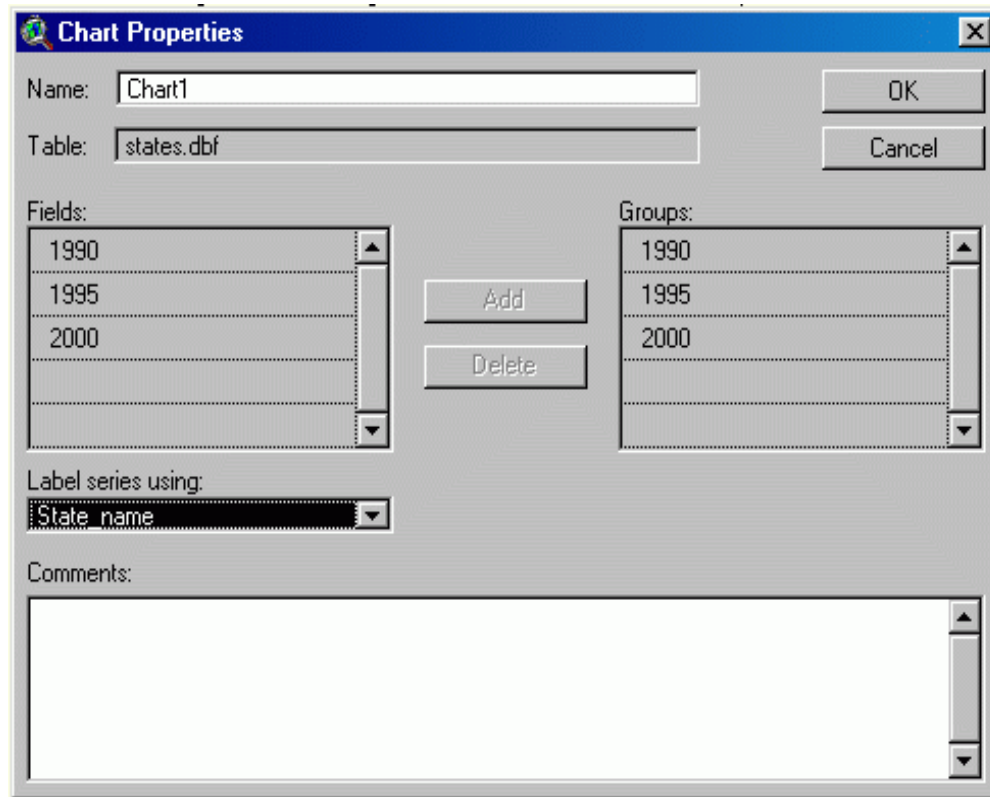 Chart Properties
Name: Chart1
OK
Table: states.dbf
Cancel
Fields:
1990
1995
2000
Add
Delete
Groups:
1990
1995
2000
Label series using:
State_name
Comments: